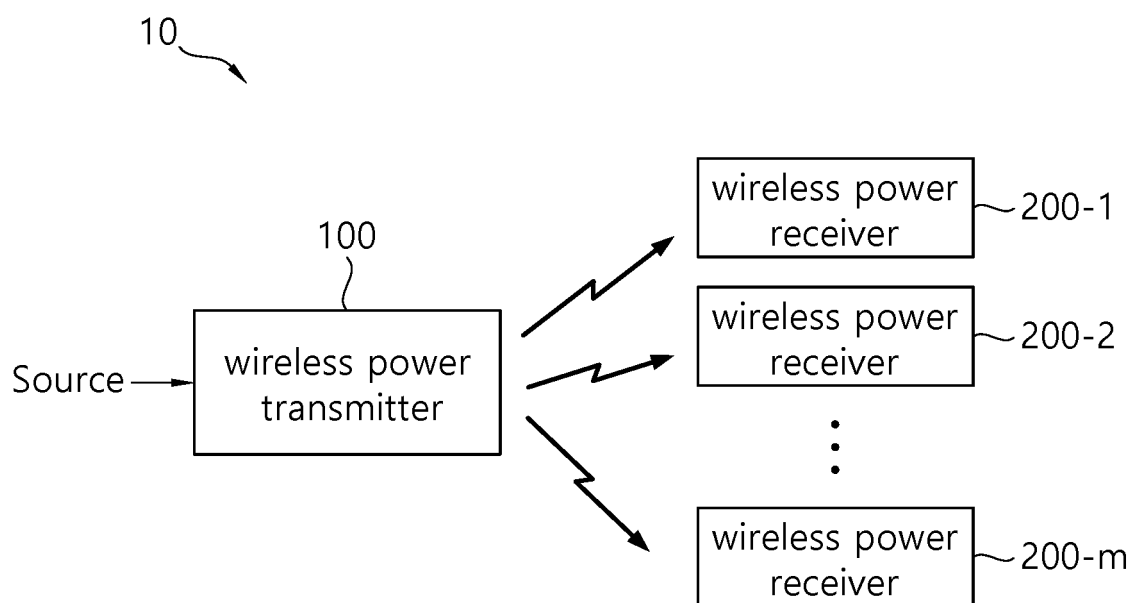 10
wireless power
receiver
200-1
100
wireless power
receiver
200-2
Source
wireless power
transmitter
wireless power
receiver
200-m